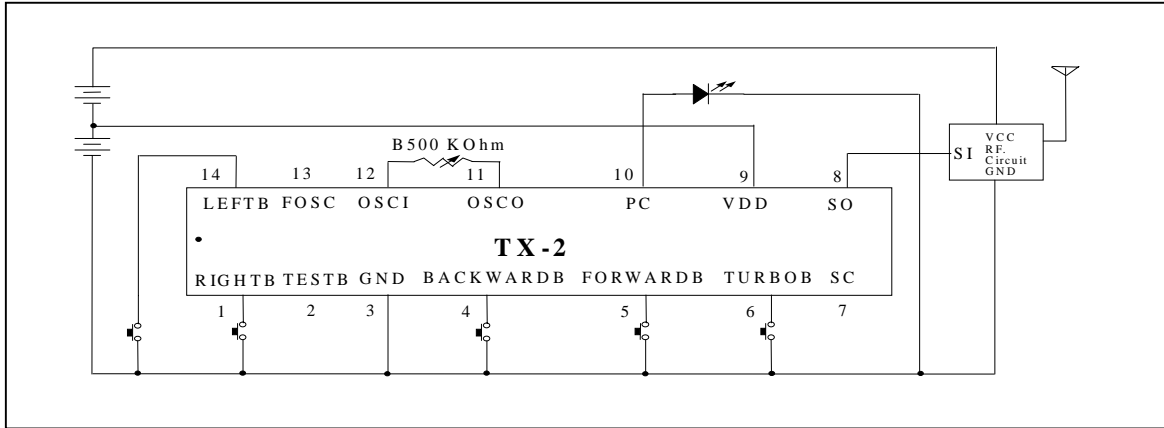 VCC
RF.
SI Circuit
GND
B500 KOhm
14 13 12 11 10 9 8
LEFTB FOSC OSCI OSCO PC VDD SO
TX-2
RIGHTB TESTB GND BACKWARDB FORWARDB TURBOB SC
1 2 3 4 5 6 7